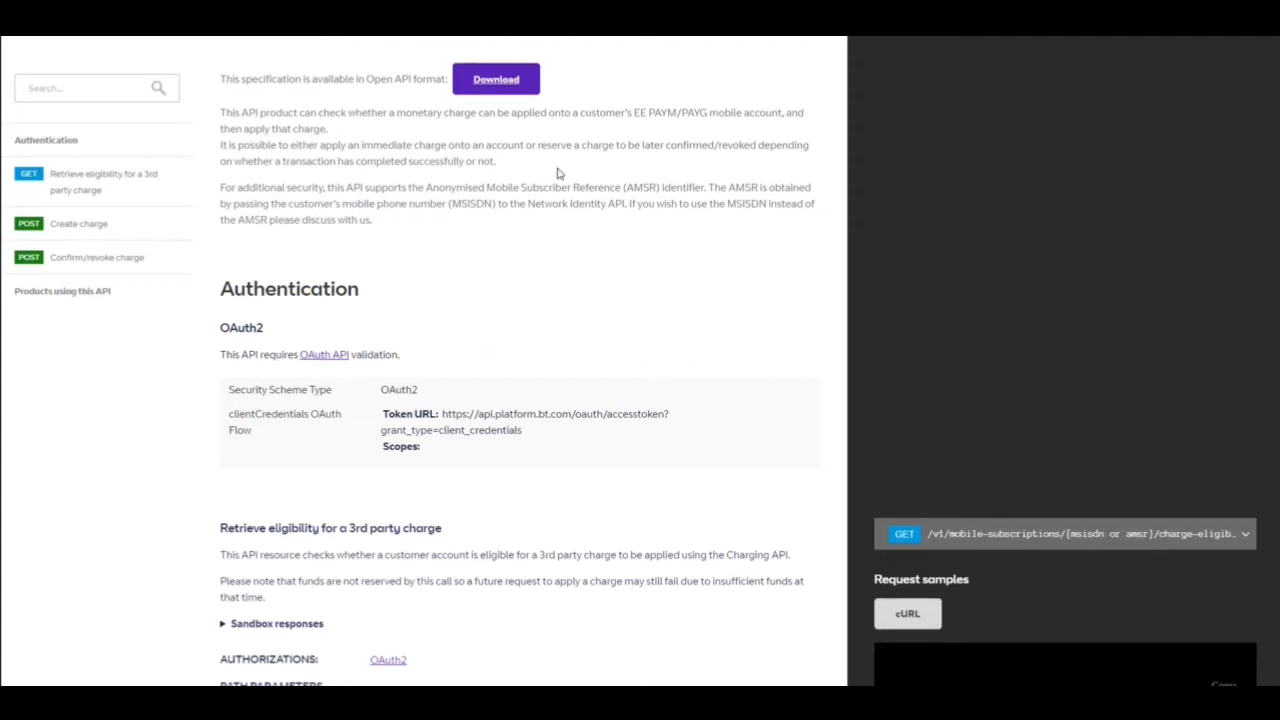 Search...
Authentication
GET Retrieve eligibility for a 3rd
party charge
POST Create charge
POST Confirm/revoke charge
Products using this API
This specification is available in Open API format: Download
This API product can check whether a monetary charge can be applied onto a customer's EE PAYM/PAYG mobile account, and
then apply that charge.
It is possible to either apply an immediate charge onto an account or reserve a charge to be later confirmed/revoked depending
on whether a transaction has completed successfully or not.
For additional security, this API supports the Anonymised Mobile Subscriber Reference (AMSR) identifier. The AMSR is obtained
by passing the customer's mobile phone number (MSISDN) to the Network Identity API. If you wish to use the MSISDN instead of
the AMSR please discuss with us.
Authentication
OAuth2
This API requires OAuth API validation.
Security Scheme Type OAuth2
clientCredentials OAuth Token URL: https://api.platform.bt.com/oauth/accesstoken?
Flow grant_type=client_credentials
Scopes:
Retrieve eligibility for a 3rd party charge
This API resource checks whether a customer account is eligible for a 3rd party charge to be applied using the Charging API.
Please note that funds are not reserved by this call so a future request to apply a charge may still fail due to insufficient funds at
that time.
Sandbox responses
AUTHORIZATIONS: OAuth2
PATH PARAMETERS
GET /v1/mobile-subscriptions/{msisdn or amsr}/charge-eligib…
Request samples
cURL
Copy